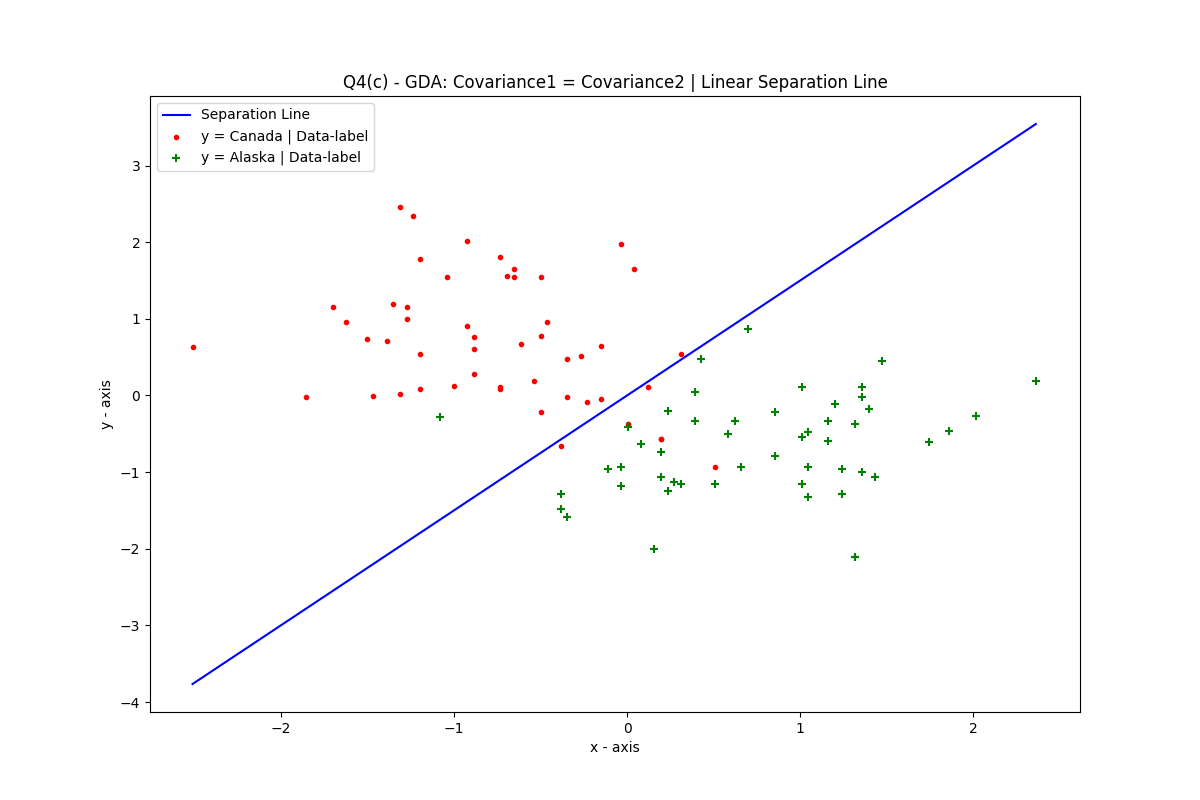 Q4(c) - GDA: Covariance1 = Covariance2 | Linear Separation Line
Separation Line
y = Canada | Data-label
y = Alaska | Data-label
3
2
1
0
−1
−2
−3
−4
y - axis
−2
−1
0
1
2
x - axis